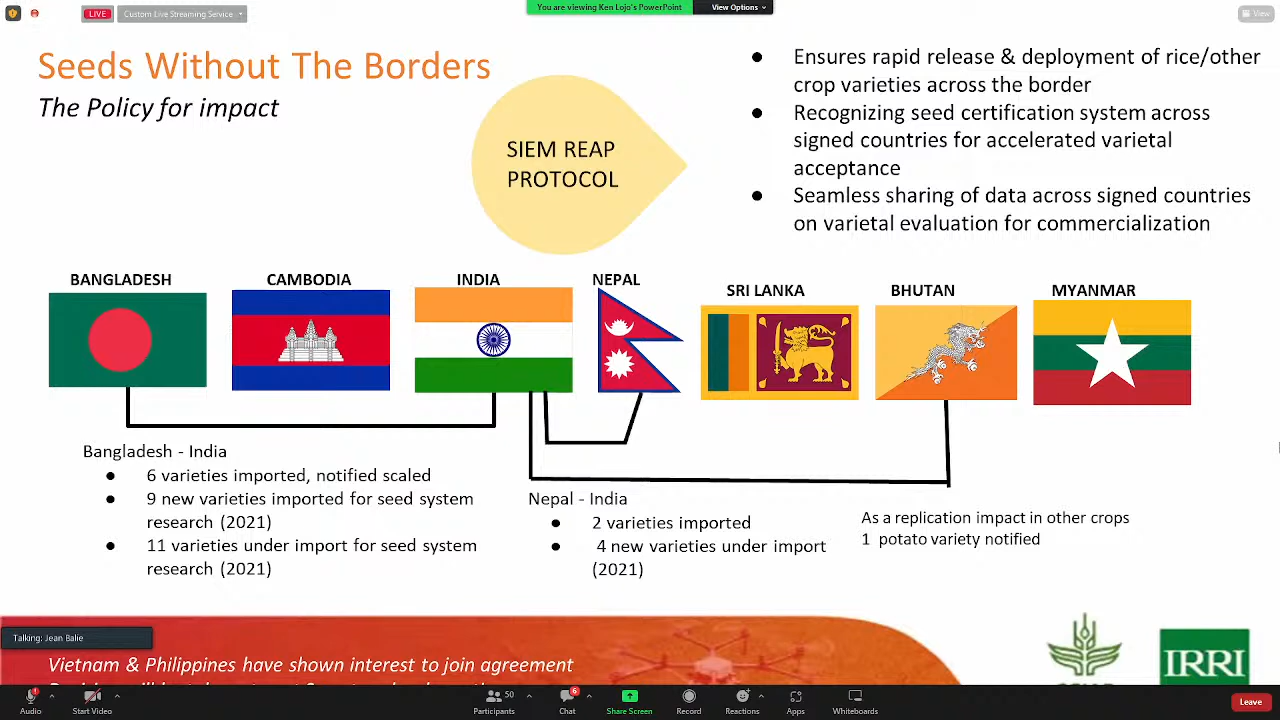 You are viewing Ken Lojo's PowerPoint
View Options
LIVE
Custom Live Streaming Service
View
Seeds Without The Borders
The Policy for impact
SIEM REAP
PROTOCOL
● Ensures rapid release & deployment of rice/other
crop varieties across the border
● Recognizing seed certification system across
signed countries for accelerated varietal
acceptance
● Seamless sharing of data across signed countries
on varietal evaluation for commercialization
BANGLADESH
CAMBODIA
INDIA
NEPAL
SRI LANKA
BHUTAN
MYANMAR
Bangladesh - India
● 6 varieties imported, notified scaled
● 9 new varieties imported for seed system
research (2021)
● 11 varieties under import for seed system
research (2021)
Nepal - India
● 2 varieties imported
● 4 new varieties under import
(2021)
As a replication impact in other crops
1 potato variety notified
Talking: Jean Balie
Vietnam & Philippines have shown interest to join agreement
IRRI
Audio
Start Video
Participants
50
Chat
6
Share Screen
Record
Reactions
Apps
Whiteboards
Leave